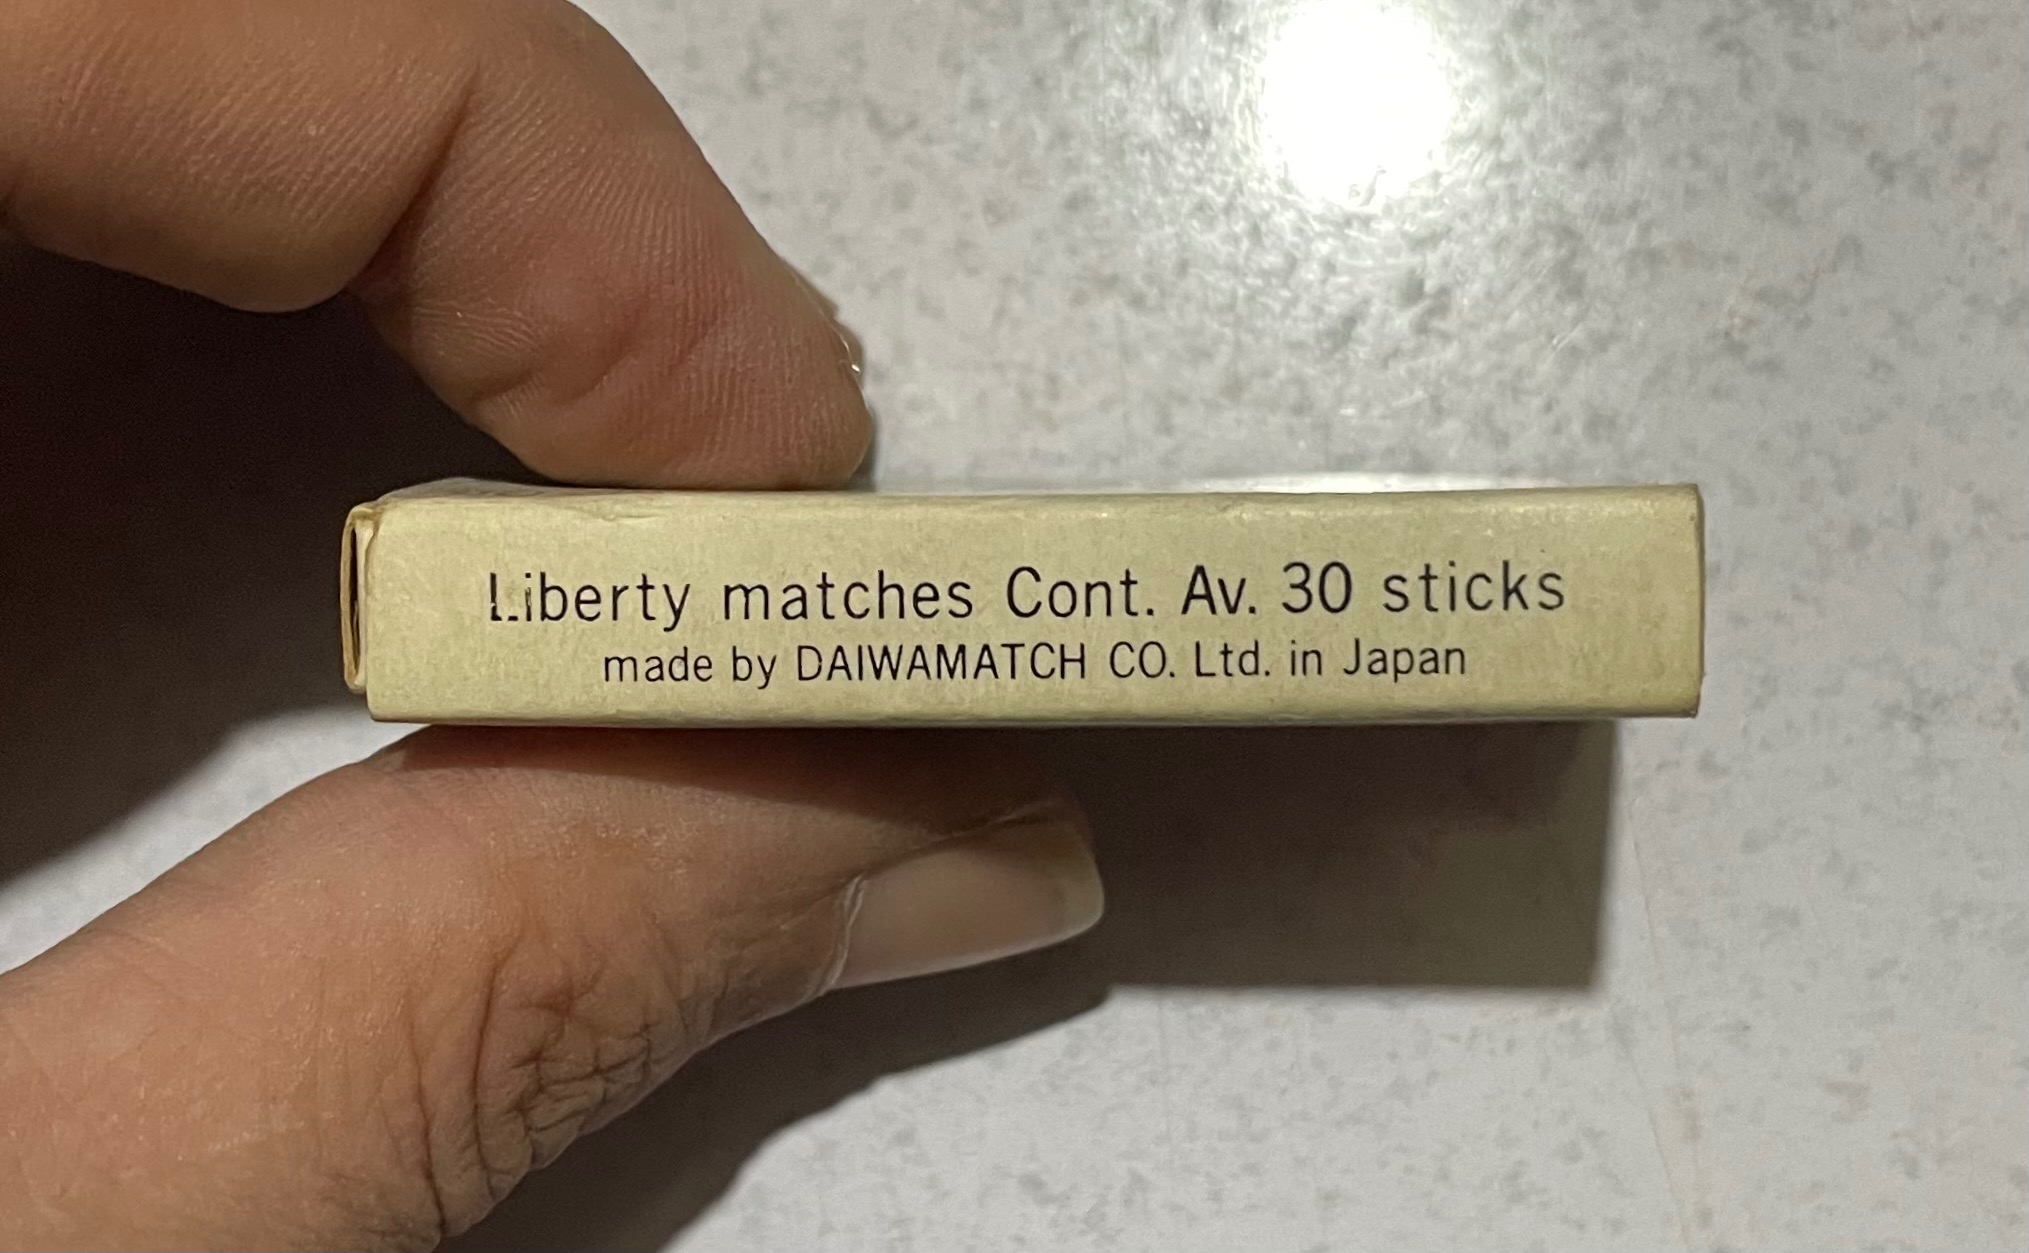 Liberty matches Cont. Av. 30 sticks
made by DAIWAMATCH CO. Ltd. in Japan